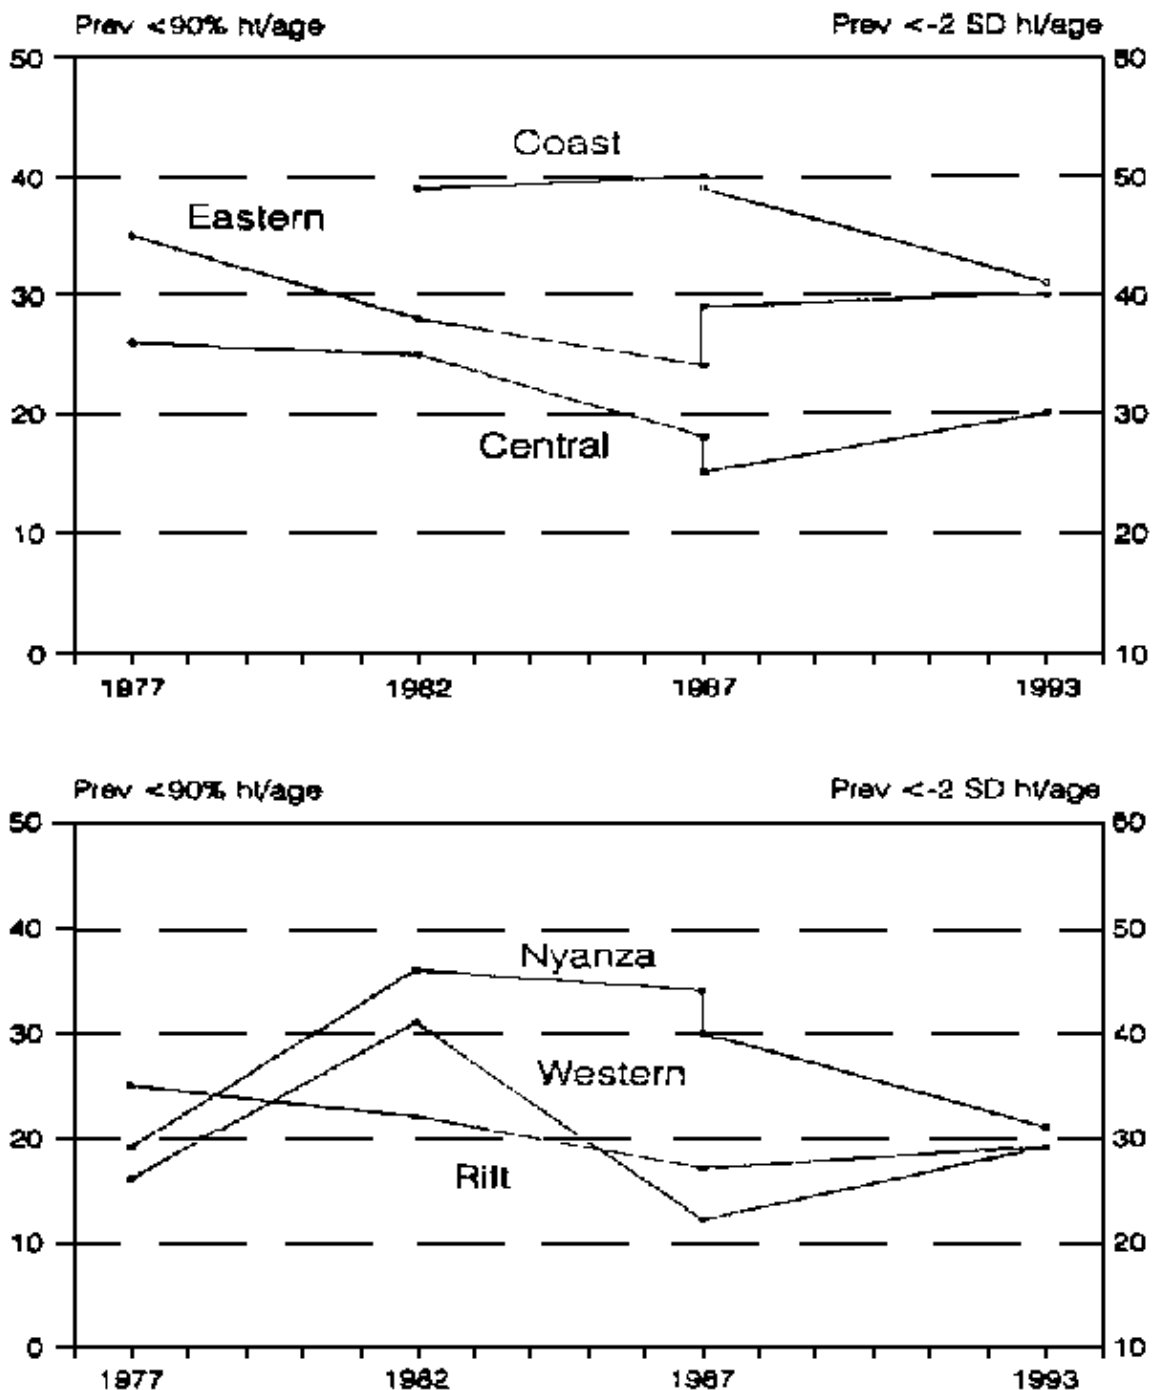 Prev <90% ht/age Prev <-2 SD ht/age
50 60
Coast
40 50
Eastern
30 40
20 30
Central
10 20
0 10
1977 1982 1987 1993
Prev <90% ht/age Prev <-2 SD ht/age
50 60
40 50
Nyanza
30 40
Western
20 30
Rift
10 20
0 10
1977 1982 1987 1993